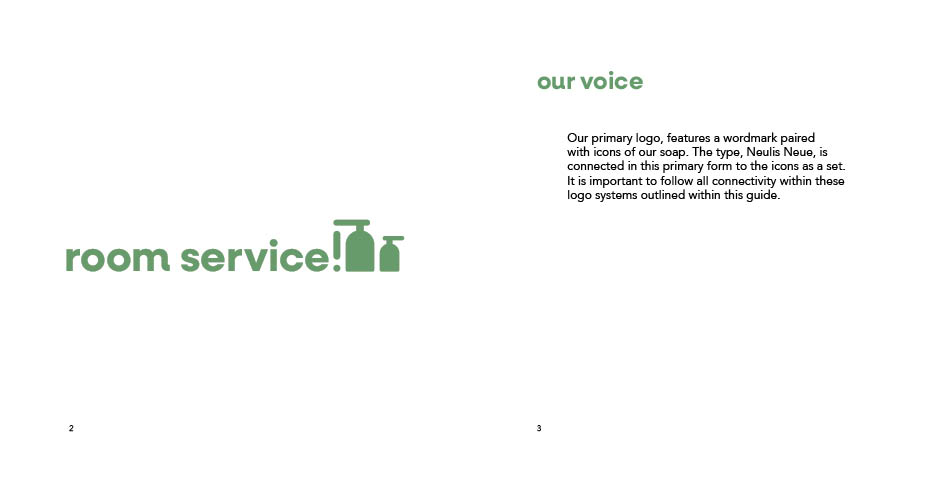 room service!
2
our voice
Our primary logo, features a wordmark paired
with icons of our soap. The type, Neulis Neue, is
connected in this primary form to the icons as a set.
It is important to follow all connectivity within these
logo systems outlined within this guide.
3